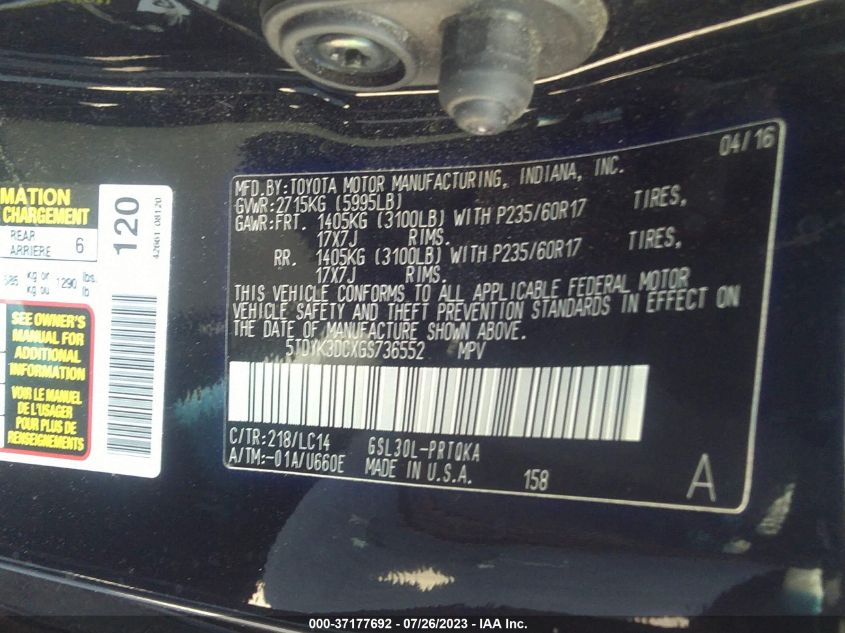 MATION
CHARGEMENT
REAR
ARRIERE 6
kg or 1290 lbs.
kg ou lb
SEE OWNER'S
MANUAL FOR
ADDITIONAL
INFORMATION
VOIR LE MANUEL
DE L'USAGER
POUR PLUS DE
RENSEIGNEMENTS
120
42661 08120
04/16
MFD.BY:TOYOTA MOTOR MANUFACTURING, INDIANA, INC.
GVWR:2715KG (5995LB)
GAWR:FRT. 1405KG (3100LB) WITH P235/60R17 TIRES,
17X7J RIMS.
RR. 1405KG (3100LB) WITH P235/60R17 TIRES,
17X7J RIMS.
THIS VEHICLE CONFORMS TO ALL APPLICABLE FEDERAL MOTOR
VEHICLE SAFETY AND THEFT PREVENTION STANDARDS IN EFFECT ON
THE DATE OF MANUFACTURE SHOWN ABOVE.
5TDYK3DCXGS736552 MPV
C/TR:218/LC14 GSL30L-PRTQKA
A/TM:-01A/U660E MADE IN U.S.A. 158 A
000-37177692 - 07/26/2023 - IAA Inc.